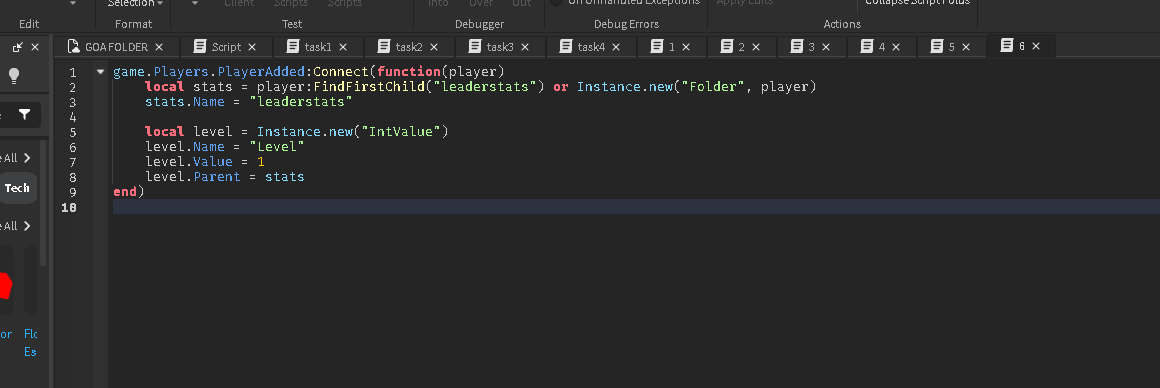 Selection
Client
Scripts
Scripts
Into
Over
Out
On Unhandled Exceptions
Apply Edits
Collapse Script Folds
Edit
Format
Test
Debugger
Debug Errors
Actions
GOA FOLDER
Script
task1
task2
task3
task4
1
2
3
4
5
6
All
Tech
All
1 game.Players.PlayerAdded:Connect(function(player)
2 local stats = player:FindFirstChild("leaderstats") or Instance.new("Folder", player)
3 stats.Name = "leaderstats"
4
5 local level = Instance.new("IntValue")
6 level.Name = "Level"
7 level.Value = 1
8 level.Parent = stats
9 end)
10